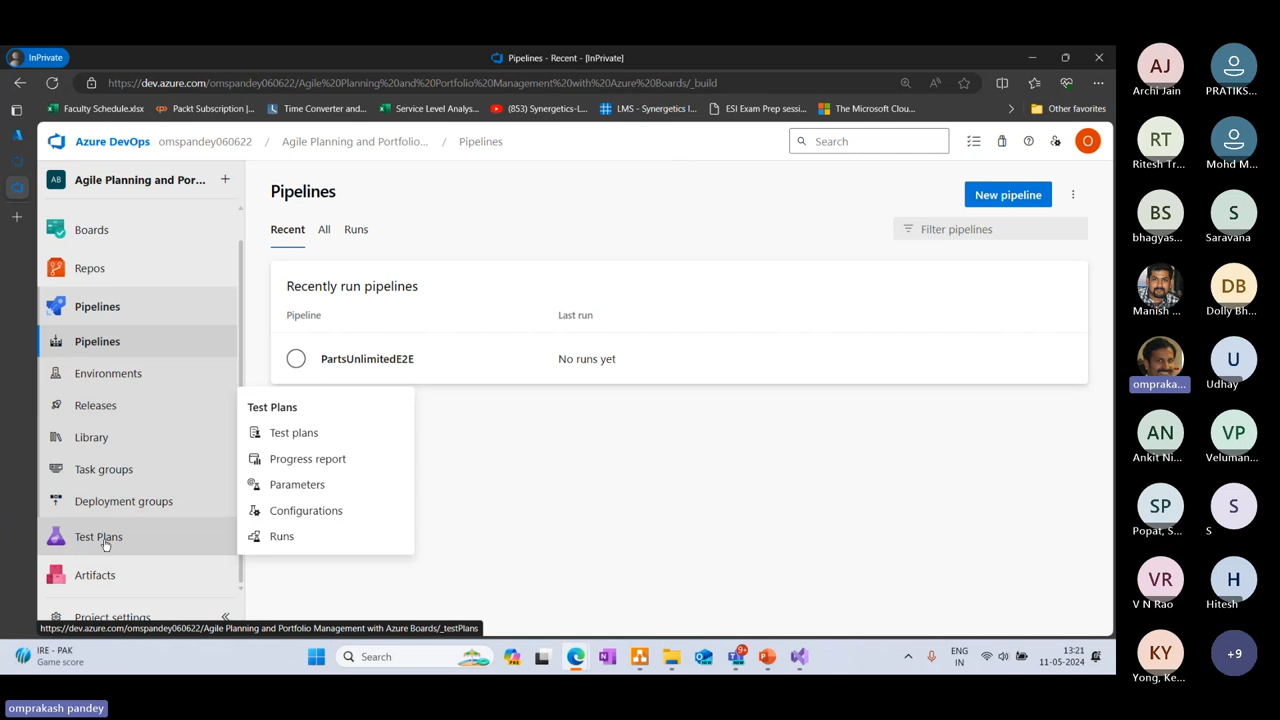 InPrivate
Pipelines - Recent - [InPrivate]
https://dev.azure.com/omspandey060622/Agile%20Planning%20and%20Portfolio%20Management%20with%20Azure%20Boards/_build
Faculty Schedule.xlsx
Packt Subscription |...
Time Converter and...
Service Level Analys...
(853) Synergetics-L...
LMS - Synergetics I...
ESI Exam Prep sessi...
The Microsoft Clou...
Other favorites
Azure DevOps
omspandey060622 / Agile Planning and Portfolio... / Pipelines
Search
O
AB
Agile Planning and Por...
Boards
Repos
Pipelines
Pipelines
Environments
Releases
Library
Task groups
Deployment groups
Test Plans
Artifacts
Project settings
Test Plans
Test plans
Progress report
Parameters
Configurations
Runs
Pipelines
New pipeline
Recent
All
Runs
Filter pipelines
Recently run pipelines
Pipeline
Last run
PartsUnlimitedE2E
No runs yet
https://dev.azure.com/omspandey060622/Agile Planning and Portfolio Management with Azure Boards/_testPlans
IRE - PAK
Game score
Search
9+
ENG
IN
13:21
11-05-2024
omprakash pandey
AJ
Archi Jain
PRATIKS...
RT
Ritesh Tr...
Mohd M...
BS
bhagyas...
S
Saravana
Manish ...
DB
Dolly Bh...
ompraka...
U
Udhay
AN
Ankit Ni...
VP
Veluman...
SP
Popat, S...
S
S
VR
V N Rao
H
Hitesh
KY
Yong, Ke...
+9